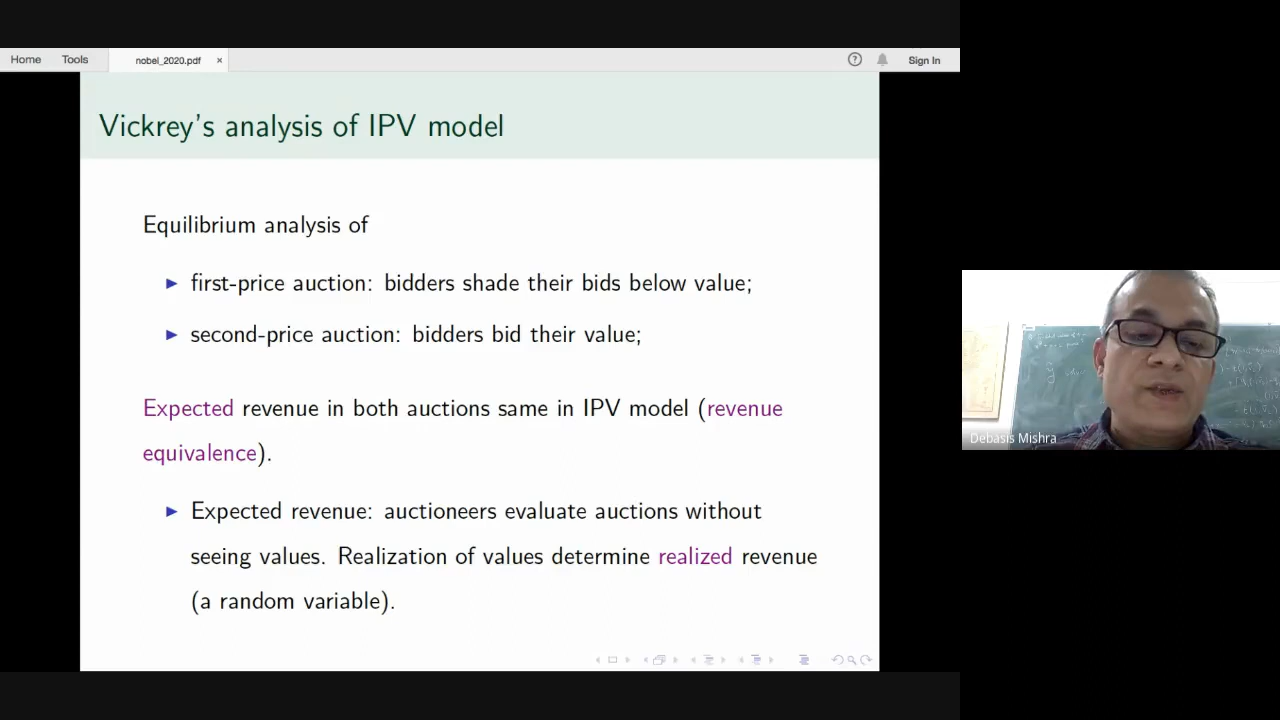 Home Tools nobel_2020.pdf × Sign In
Vickrey's analysis of IPV model
Equilibrium analysis of
▶ first-price auction: bidders shade their bids below value;
▶ second-price auction: bidders bid their value;
Expected revenue in both auctions same in IPV model (revenue
equivalence).
▶ Expected revenue: auctioneers evaluate auctions without
seeing values. Realization of values determine realized revenue
(a random variable).
Debasis Mishra